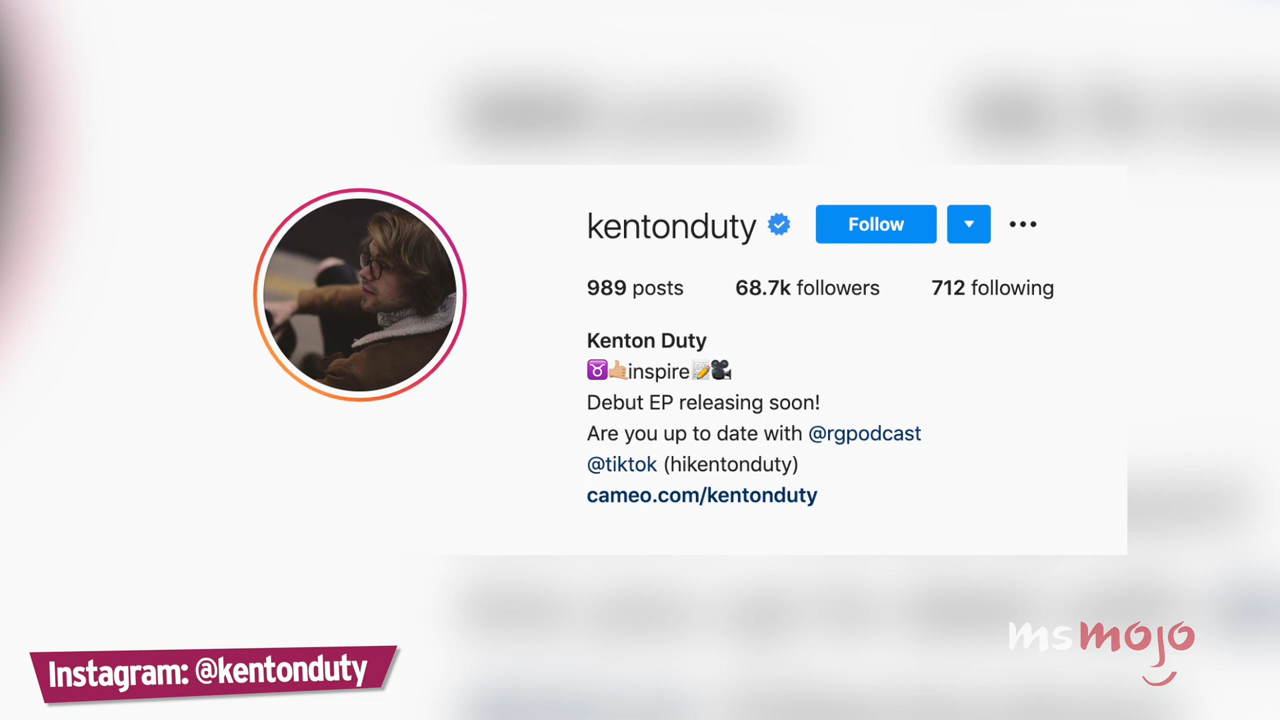 kentonduty
Follow
989 posts 68.7k followers 712 following
Kenton Duty
♉🤙🏼inspire📝🎥
Debut EP releasing soon!
Are you up to date with @rgpodcast
@tiktok (hikentonduty)
cameo.com/kentonduty
msmojo
Instagram: @kentonduty